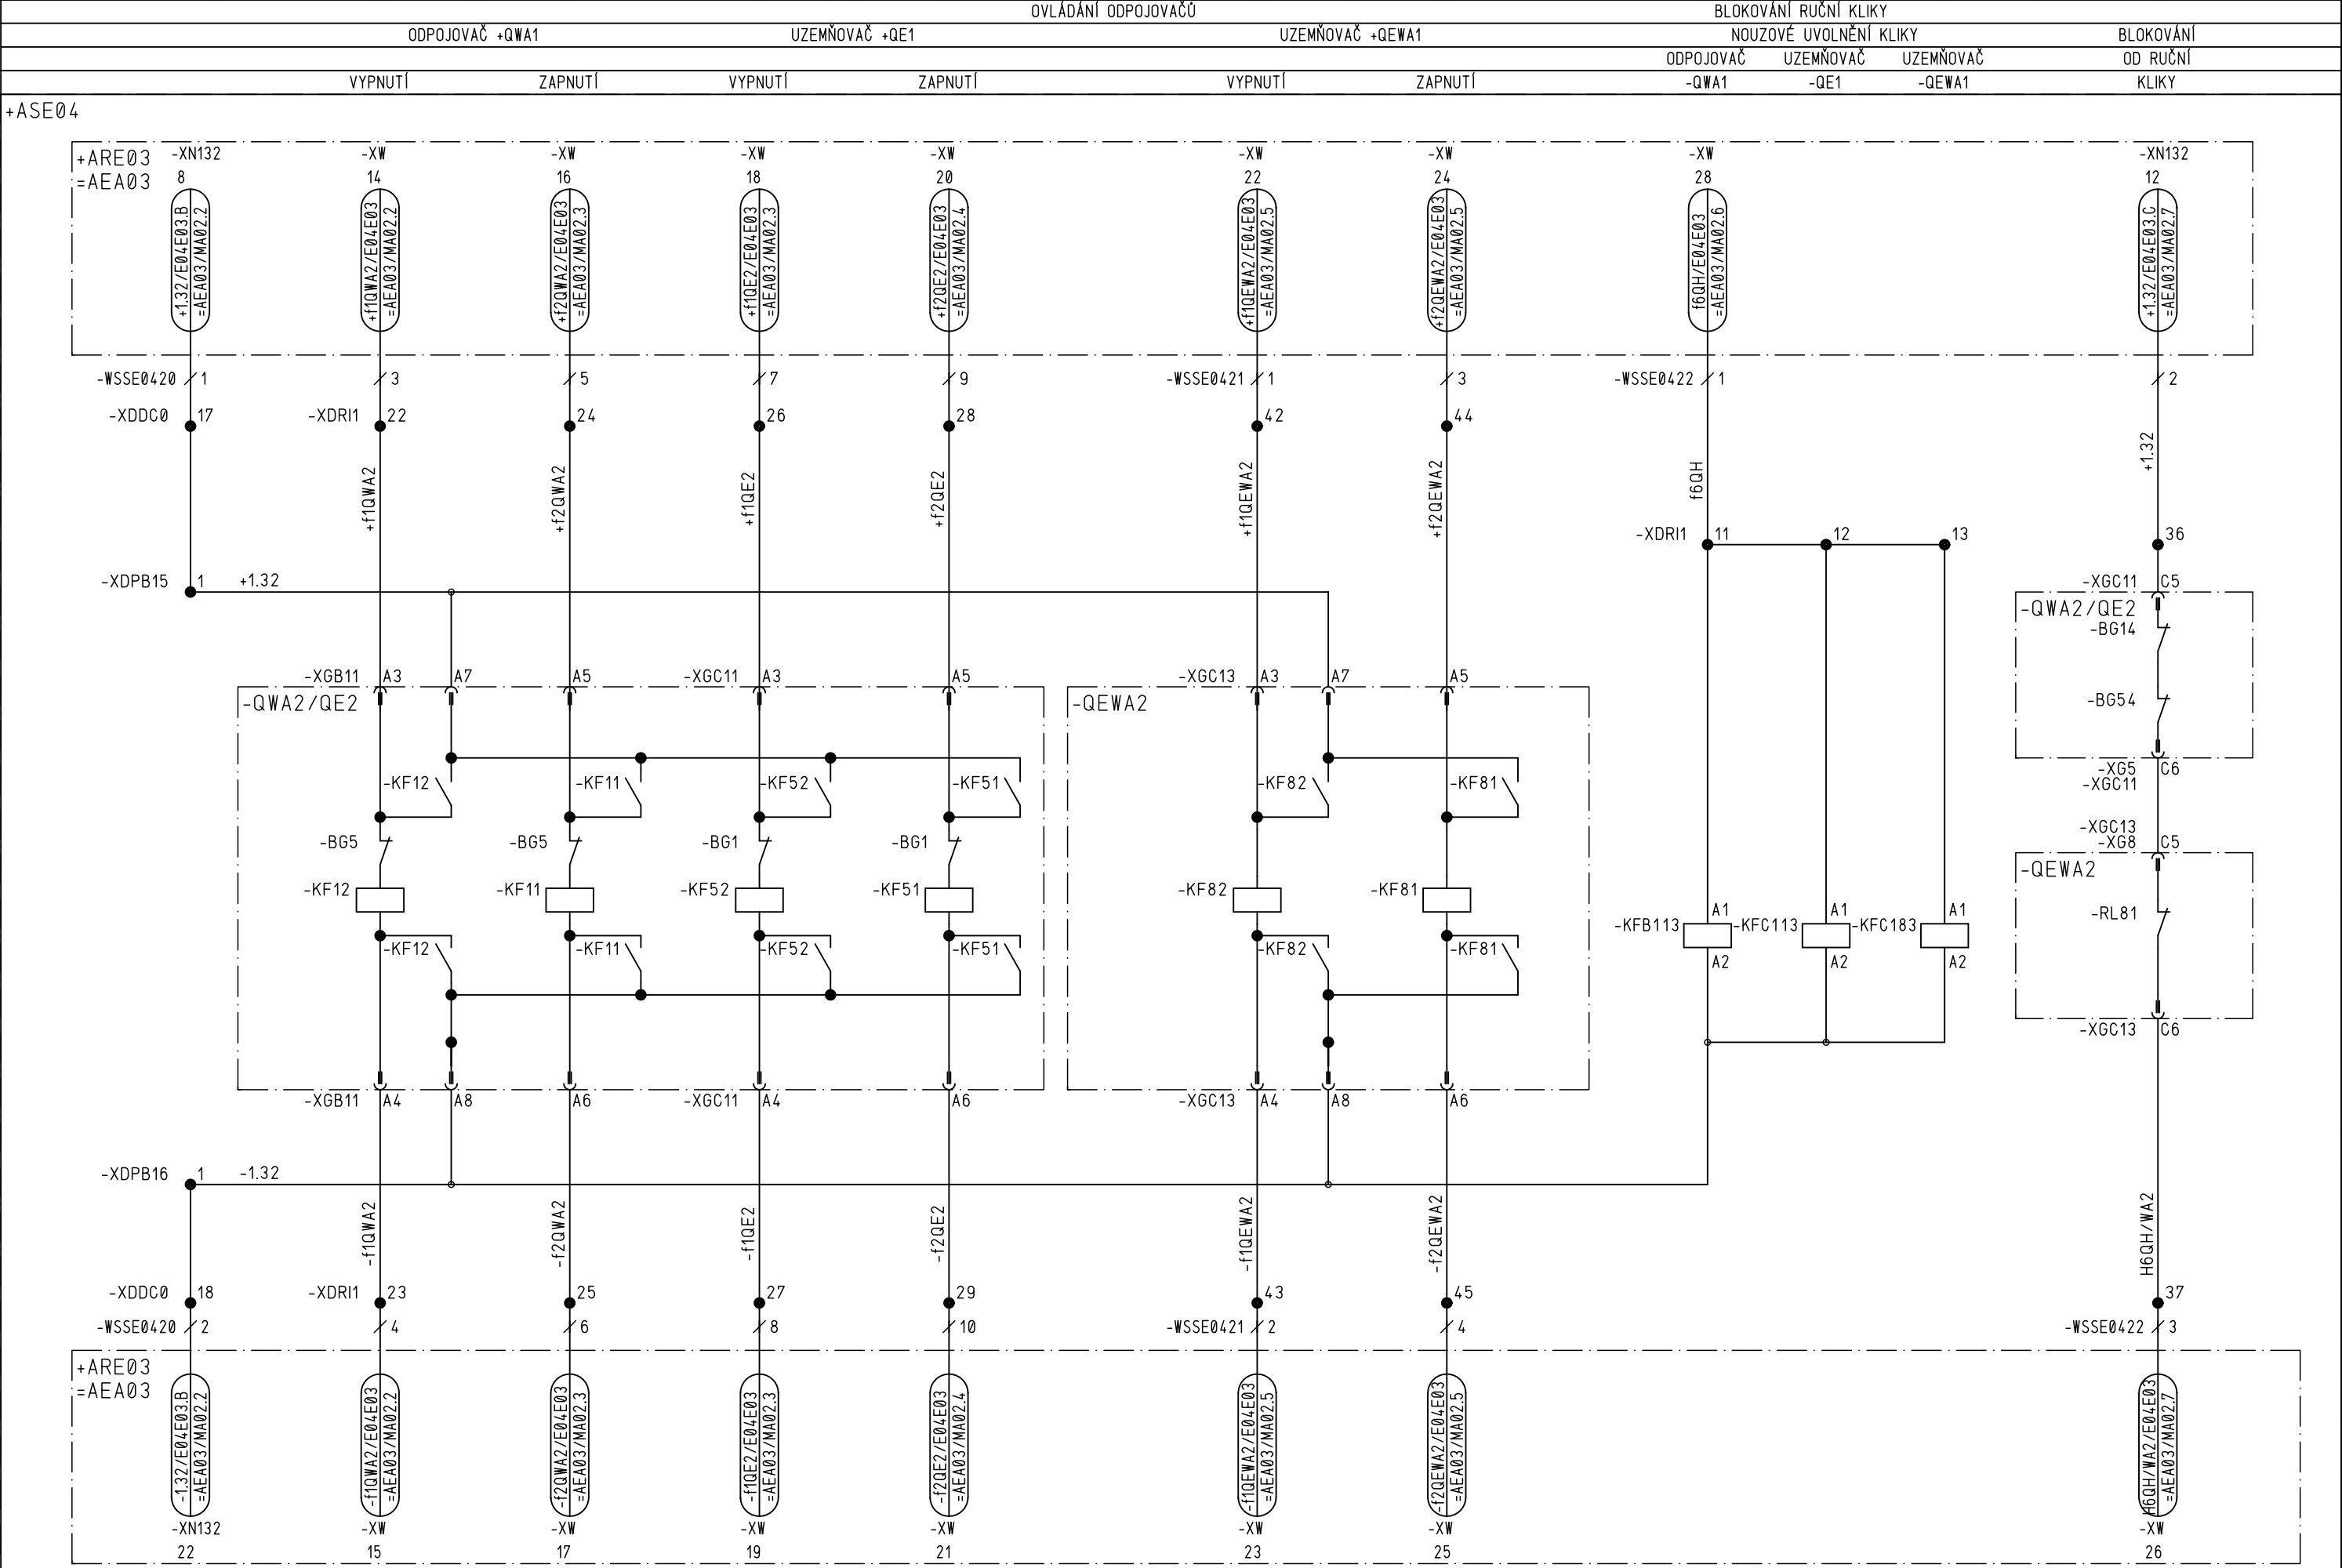 OVLÁDÁNÍ ODPOJOVAČŮ BLOKOVÁNÍ RUČNÍ KLIKY
ODPOJOVAČ +QWA1 UZEMŇOVAČ +QE1 UZEMŇOVAČ +QEWA1 NOUZOVÉ UVOLNĚNÍ KLIKY BLOKOVÁNÍ
ODPOJOVAČ UZEMŇOVAČ UZEMŇOVAČ OD RUČNÍ
VYPNUTÍ ZAPNUTÍ VYPNUTÍ ZAPNUTÍ VYPNUTÍ ZAPNUTÍ -QWA1 -QE1 -QEWA1 KLIKY
+ASE04
+ARE03 -XN132 -XW -XW -XW -XW -XW -XW -XW -XN132
=AEA03 8 14 16 18 20 22 24 28 12
+1.32/E04E03.B +f1QWA2/E04E03 +f2QWA2/E04E03 +f1QE2/E04E03 +f2QE2/E04E03 +f1QEWA2/E04E03 +f2QEWA2/E04E03 f6QH/E04E03 +1.32/E04E03.C
=AEA03/MA02.2 =AEA03/MA02.2 =AEA03/MA02.3 =AEA03/MA02.3 =AEA03/MA02.4 =AEA03/MA02.5 =AEA03/MA02.5 =AEA03/MA02.6 =AEA03/MA02.7
-WSSE0420 1 3 5 7 9 -WSSE0421 1 3 -WSSE0422 1 2
-XDDC0 17 -XDRI1 22 24 26 28 42 44
+f1QWA2 +f2QWA2 +f1QE2 +f2QE2 +f1QEWA2 +f2QEWA2 f6QH +1.32
-XDRI1 11 12 13 36
-XDPB15 1 +1.32 -XGC11 C5
-QWA2/QE2
-BG14
-XGB11 A3 A7 A5 -XGC11 A3 A5 -XGC13 A3 A7 A5
-QWA2/QE2 -QEWA2 -BG54
-XG5 C6
-KF12 -KF11 -KF52 -KF51 -KF82 -KF81 -XGC11
-XGC13
-BG5 -BG5 -BG1 -BG1 -XG8 C5
-QEWA2
-KF12 -KF11 -KF52 -KF51 -KF82 -KF81
A1 A1 A1 -RL81
-KFB113 -KFC113 -KFC183
-KF12 -KF11 -KF52 -KF51 -KF82 -KF81
A2 A2 A2
-XGC13 C6
-XGB11 A4 A8 A6 -XGC11 A4 A6 -XGC13 A4 A8 A6
-XDPB16 1 -1.32
-f1QWA2 -f2QWA2 -f1QE2 -f2QE2 -f1QEWA2 -f2QEWA2 H6QH/WA2
-XDDC0 18 -XDRI1 23 25 27 29 43 45 37
-WSSE0420 2 4 6 8 10 -WSSE0421 2 4 -WSSE0422 3
+ARE03
=AEA03
-1.32/E04E03.B -f1QWA2/E04E03 -f2QWA2/E04E03 -f1QE2/E04E03 -f2QE2/E04E03 -f1QEWA2/E04E03 -f2QEWA2/E04E03 H6QH/WA2/E04E03
=AEA03/MA02.2 =AEA03/MA02.2 =AEA03/MA02.3 =AEA03/MA02.3 =AEA03/MA02.4 =AEA03/MA02.5 =AEA03/MA02.5 =AEA03/MA02.7
-XN132 -XW -XW -XW -XW -XW -XW -XW
22 15 17 19 21 23 25 26